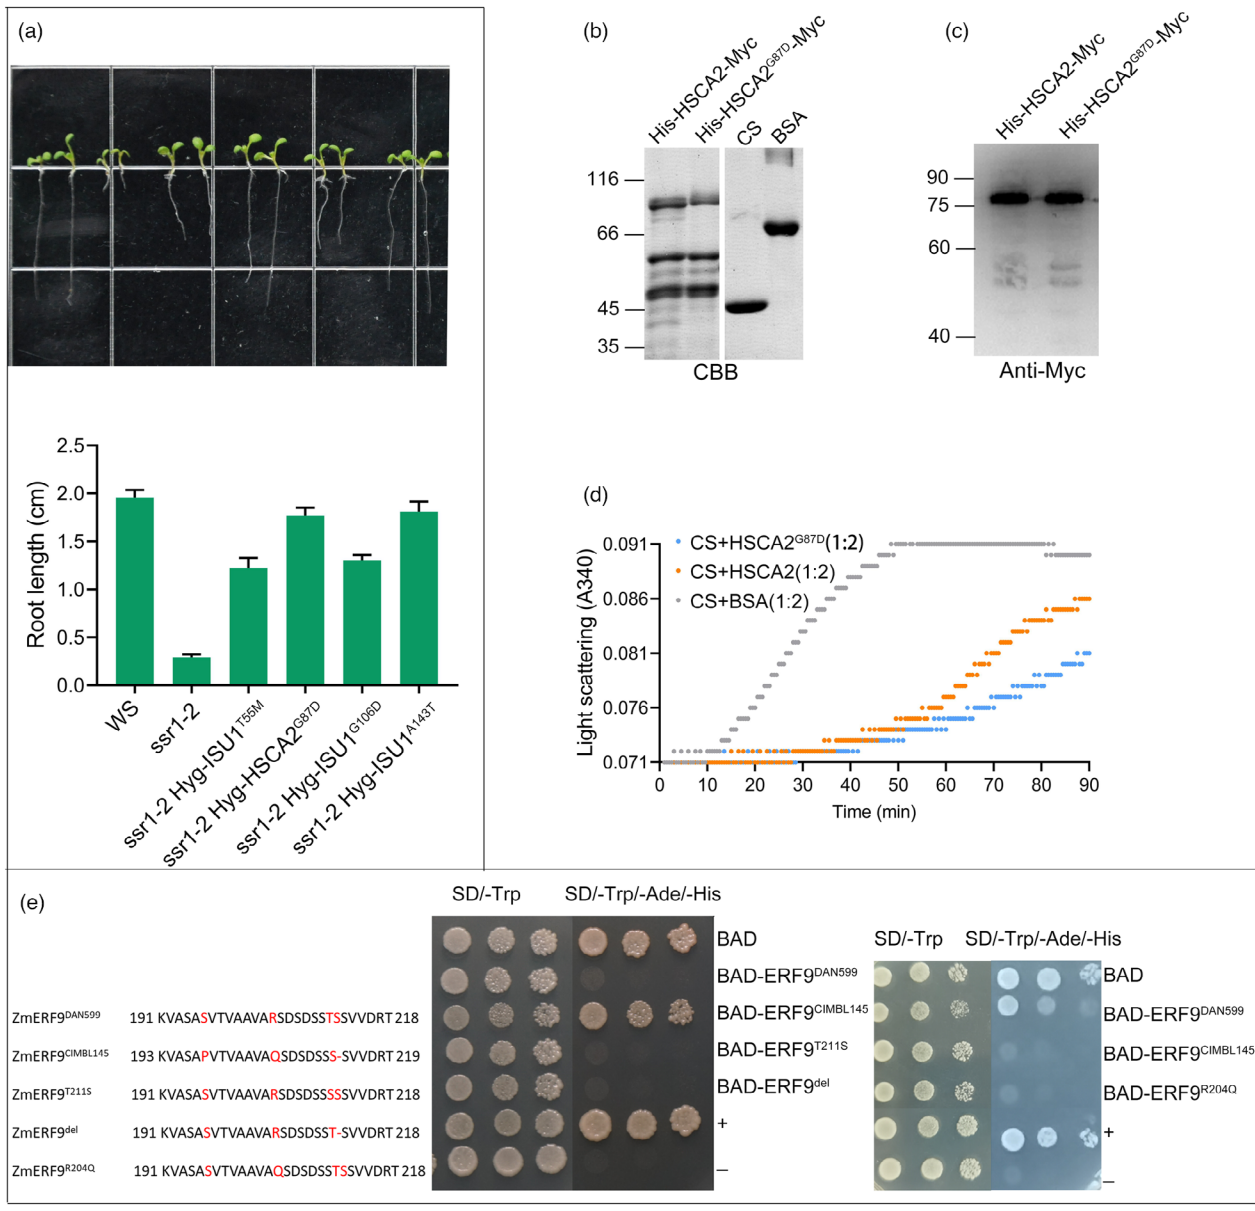 (a)
2.5
2.0
1.5
1.0
0.5
0.0
Root length (cm)
WS
ssr1-2
ssr1-2 Hyg-ISU1T55M
ssr1-2 Hyg-HSCA2G87D
ssr1-2 Hyg-ISU1G106D
ssr1-2 Hyg-ISU1A143T
(b)
His-HSCA2-Myc
His-HSCA2G87D-Myc
CS
BSA
116
66
45
35
CBB
(c)
His-HSCA2-Myc
His-HSCA2G87D-Myc
90
75
60
40
Anti-Myc
(d)
CS+HSCA2G87D(1:2)
CS+HSCA2(1:2)
CS+BSA(1:2)
0.091
0.086
0.081
0.076
0.071
Light scattering (A340)
0 10 20 30 40 50 60 70 80 90
Time (min)
(e)
ZmERF9DAN599 191 KVASASVTVAAVARSDSDSSTSSVVDRT 218
ZmERF9CIMBL145 193 KVASAPVTVAAVAQSDSDSSS-SVVDRT 219
ZmERF9T211S 191 KVASASVTVAAVARSDSDSSSSSVVDRT 218
ZmERF9del 191 KVASASVTVAAVARSDSDSST-SVVDRT 218
ZmERF9R204Q 191 KVASASVTVAAVAQSDSDSSTSSVVDRT 218
SD/-Trp SD/-Trp/-Ade/-His
BAD
BAD-ERF9DAN599
BAD-ERF9CIMBL145
BAD-ERF9T211S
BAD-ERF9del
+
–
SD/-Trp SD/-Trp/-Ade/-His
BAD
BAD-ERF9DAN599
BAD-ERF9CIMBL145
BAD-ERF9R204Q
+
–